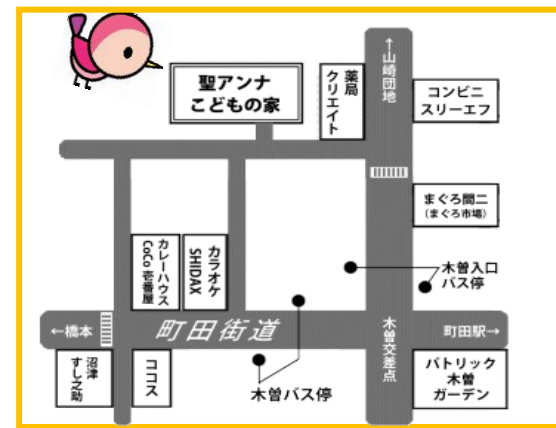 聖アンナ
こどもの家
薬局
クリエイト
↑山崎団地
コンビニ
スリーエフ
まぐろ問二
(まぐろ市場)
木曽入口
バス停
カレーハウス
CoCo壱番屋
カラオケ
SHIDAX
←橋本
町田街道
木曽交差点
町田駅→
沼津
すし之助
ココス
木曽バス停
パトリック
木曽
ガーデン